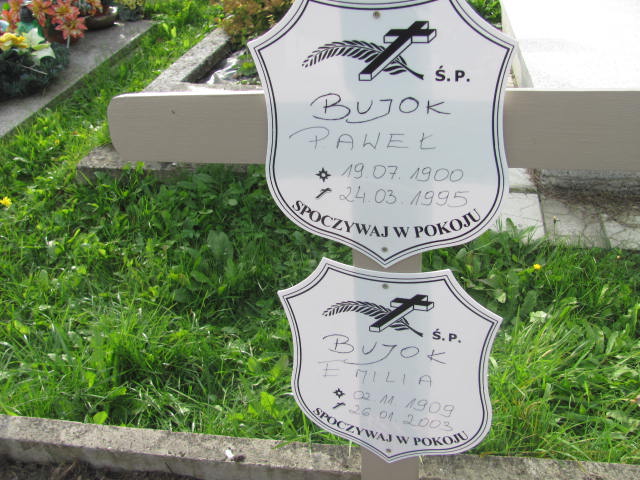 Ś.P.
BUJOK
PAWEŁ
19.07.1900
24.03.1995
SPOCZYWAJ W POKOJU
Ś.P.
BUJOK
EMILIA
02 11 1909
26 01 2003
SPOCZYWAJ W POKOJU